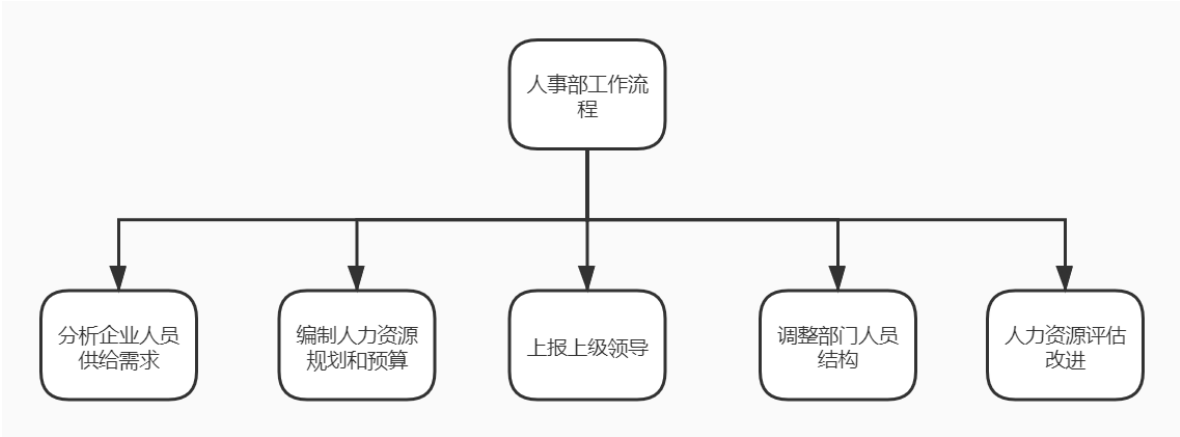 人事部工作流
程
分析企业人员
供给需求
编制人力资源
规划和预算
上报上级领导
调整部门人员
结构
人力资源评估
改进